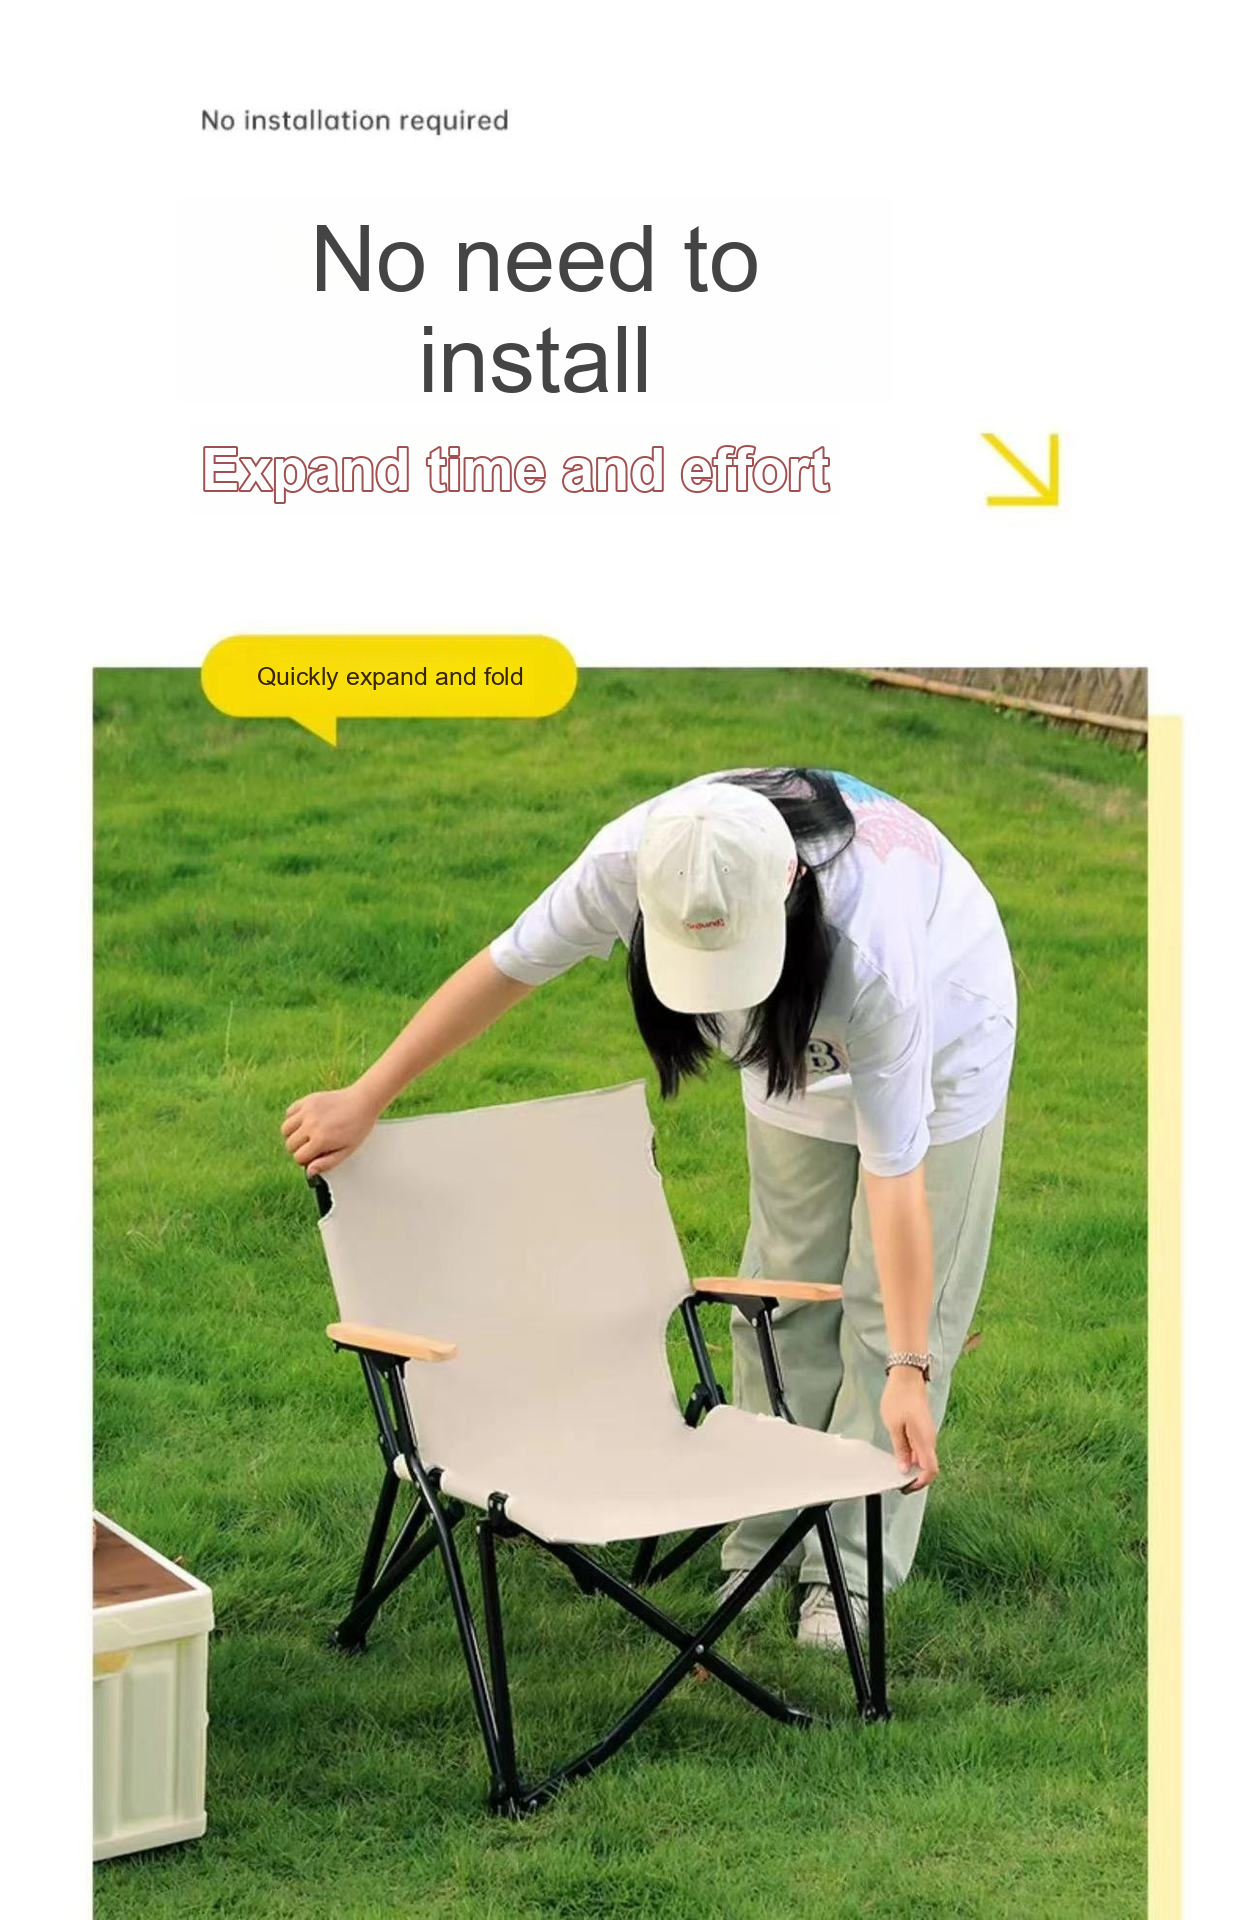 No installation required
No need to
install
Expand time and effort
Quickly expand and fold
B